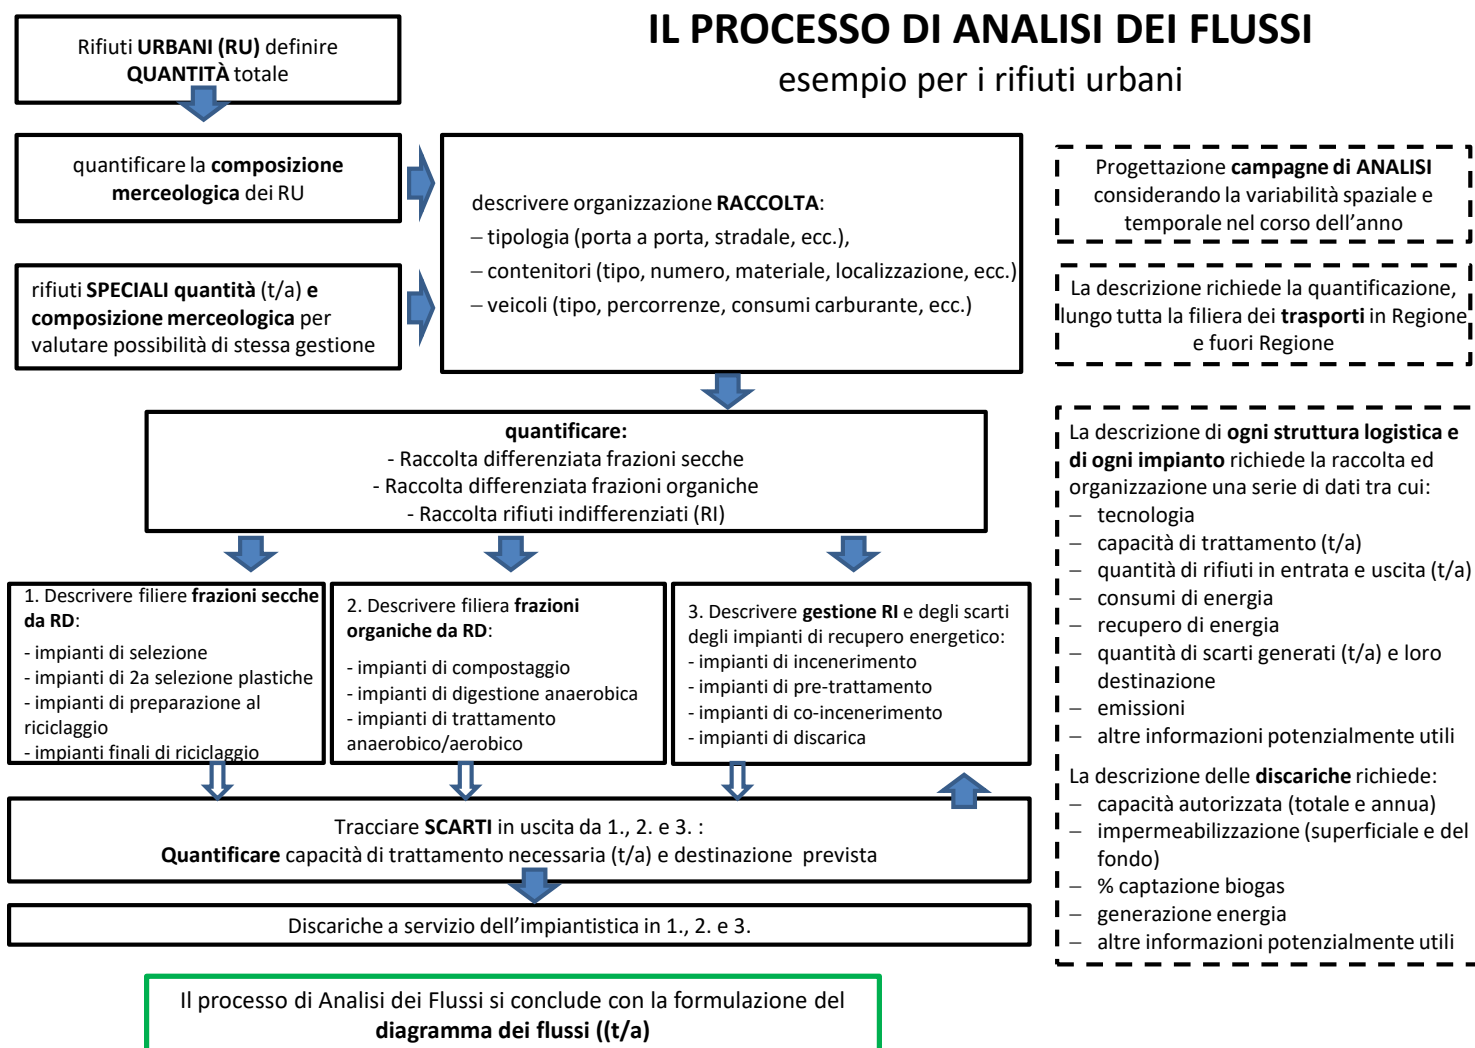 IL PROCESSO DI ANALISI DEI FLUSSI
esempio per i rifiuti urbani
Rifiuti URBANI (RU) definire
QUANTITÀ totale
quantificare la composizione
merceologica dei RU
rifiuti SPECIALI quantità (t/a) e
composizione merceologica per
valutare possibilità di stessa gestione
descrivere organizzazione RACCOLTA:
– tipologia (porta a porta, stradale, ecc.),
– contenitori (tipo, numero, materiale, localizzazione, ecc.)
– veicoli (tipo, percorrenze, consumi carburante, ecc.)
Progettazione campagne di ANALISI
considerando la variabilità spaziale e
temporale nel corso dell'anno
La descrizione richiede la quantificazione,
lungo tutta la filiera dei trasporti in Regione
e fuori Regione
quantificare:
- Raccolta differenziata frazioni secche
- Raccolta differenziata frazioni organiche
- Raccolta rifiuti indifferenziati (RI)
1. Descrivere filiere frazioni secche
da RD:
- impianti di selezione
- impianti di 2a selezione plastiche
- impianti di preparazione al
riciclaggio
- impianti finali di riciclaggio
2. Descrivere filiera frazioni
organiche da RD:
- impianti di compostaggio
- impianti di digestione anaerobica
- impianti di trattamento
anaerobico/aerobico
3. Descrivere gestione RI e degli scarti
degli impianti di recupero energetico:
- impianti di incenerimento
- impianti di pre-trattamento
- impianti di co-incenerimento
- impianti di discarica
Tracciare SCARTI in uscita da 1., 2. e 3. :
Quantificare capacità di trattamento necessaria (t/a) e destinazione prevista
Discariche a servizio dell'impiantistica in 1., 2. e 3.
La descrizione di ogni struttura logistica e
di ogni impianto richiede la raccolta ed
organizzazione una serie di dati tra cui:
– tecnologia
– capacità di trattamento (t/a)
– quantità di rifiuti in entrata e uscita (t/a)
– consumi di energia
– recupero di energia
– quantità di scarti generati (t/a) e loro
destinazione
– emissioni
– altre informazioni potenzialmente utili
La descrizione delle discariche richiede:
– capacità autorizzata (totale e annua)
– impermeabilizzazione (superficiale e del
fondo)
– % captazione biogas
– generazione energia
– altre informazioni potenzialmente utili
Il processo di Analisi dei Flussi si conclude con la formulazione del
diagramma dei flussi ((t/a)